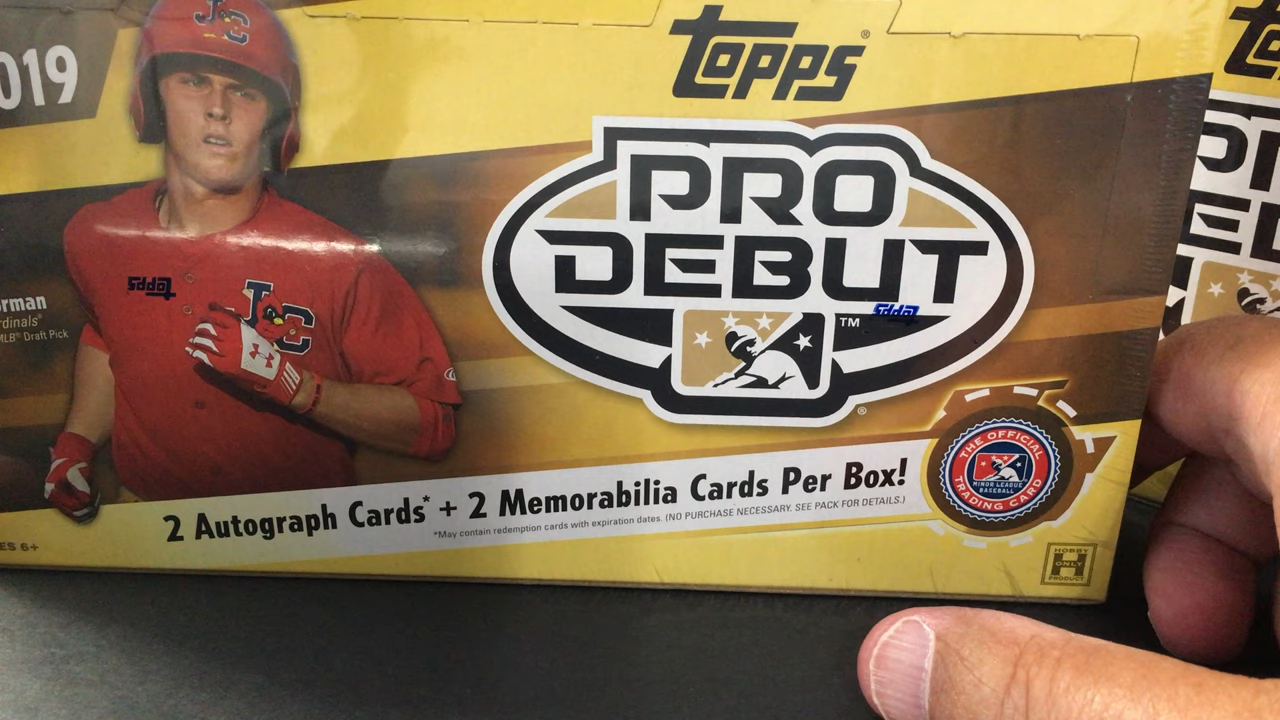 019
JC
topps®
PRO
DEBUT
TM
topps
topps
JC
rman
rdinals®
MLB® Draft Pick
2 Autograph Cards* + 2 Memorabilia Cards Per Box!
*May contain redemption cards with expiration dates. (NO PURCHASE NECESSARY. SEE PACK FOR DETAILS.)
THE OFFICIAL
MINOR LEAGUE
BASEBALL
TRADING CARD
ES 6+
HOBBY
H ONLY
PRODUCT